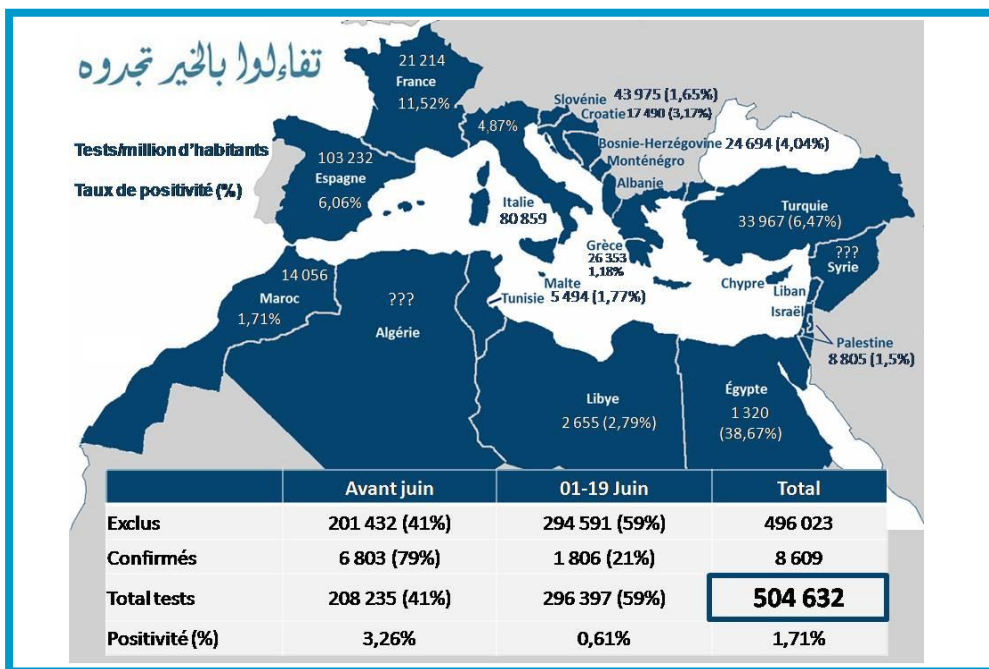 تفاءلوا بالخير تجدوه
21 214
France
11,52%
Tests/million d'habitants
Taux de positivité (%)
103 232
Espagne
6,06%
4,87%
Italie
80 859
Slovénie 43 975 (1,65%)
Croatie 17 490 (3,17%)
Bosnie-Herzégovine 24 694 (4,04%)
Monténégro
Albanie
Turquie
33 967 (6,47%)
Grèce
26 353
1,18%
Malte
Tunisie 5 494 (1,77%)
Chypre
Liban
Israël
???
Syrie
Palestine
8 805 (1,5%)
14 056
Maroc
1,71%
???
Algérie
Libye
2 655 (2,79%)
Égypte
1 320
(38,67%)
Avant juin 01-19 Juin Total
Exclus 201 432 (41%) 294 591 (59%) 496 023
Confirmés 6 803 (79%) 1 806 (21%) 8 609
Total tests 208 235 (41%) 296 397 (59%) 504 632
Positivité (%) 3,26% 0,61% 1,71%